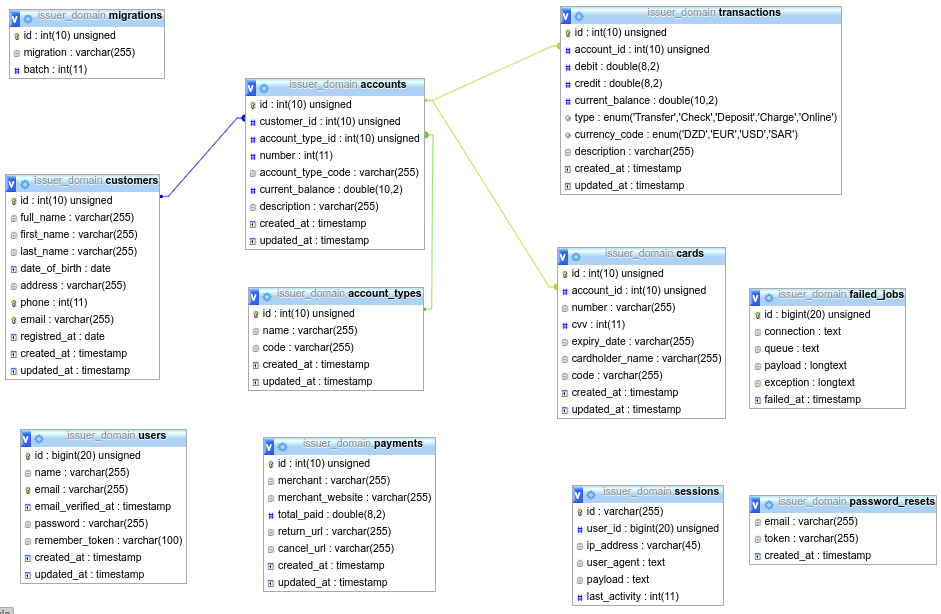 issuer_domain migrations
id : int(10) unsigned
migration : varchar(255)
batch : int(11)
issuer_domain transactions
id : int(10) unsigned
account_id : int(10) unsigned
debit : double(8,2)
credit : double(8,2)
current_balance : double(10,2)
type : enum('Transfer','Check','Deposit','Charge','Online')
currency_code : enum('DZD','EUR','USD','SAR')
description : varchar(255)
created_at : timestamp
updated_at : timestamp
issuer_domain accounts
id : int(10) unsigned
customer_id : int(10) unsigned
account_type_id : int(10) unsigned
number : int(11)
account_type_code : varchar(255)
current_balance : double(10,2)
description : varchar(255)
created_at : timestamp
updated_at : timestamp
issuer_domain customers
id : int(10) unsigned
full_name : varchar(255)
first_name : varchar(255)
last_name : varchar(255)
date_of_birth : date
address : varchar(255)
phone : int(11)
email : varchar(255)
registred_at : date
created_at : timestamp
updated_at : timestamp
issuer_domain account_types
id : int(10) unsigned
name : varchar(255)
code : varchar(255)
created_at : timestamp
updated_at : timestamp
issuer_domain cards
id : int(10) unsigned
account_id : int(10) unsigned
number : varchar(255)
cvv : int(11)
expiry_date : varchar(255)
cardholder_name : varchar(255)
code : varchar(255)
created_at : timestamp
updated_at : timestamp
issuer_domain failed_jobs
id : bigint(20) unsigned
connection : text
queue : text
payload : longtext
exception : longtext
failed_at : timestamp
issuer_domain users
id : bigint(20) unsigned
name : varchar(255)
email : varchar(255)
email_verified_at : timestamp
password : varchar(255)
remember_token : varchar(100)
created_at : timestamp
updated_at : timestamp
issuer_domain payments
id : int(10) unsigned
merchant : varchar(255)
merchant_website : varchar(255)
total_paid : double(8,2)
return_url : varchar(255)
cancel_url : varchar(255)
created_at : timestamp
updated_at : timestamp
issuer_domain sessions
id : varchar(255)
user_id : bigint(20) unsigned
ip_address : varchar(45)
user_agent : text
payload : text
last_activity : int(11)
issuer_domain password_resets
email : varchar(255)
token : varchar(255)
created_at : timestamp